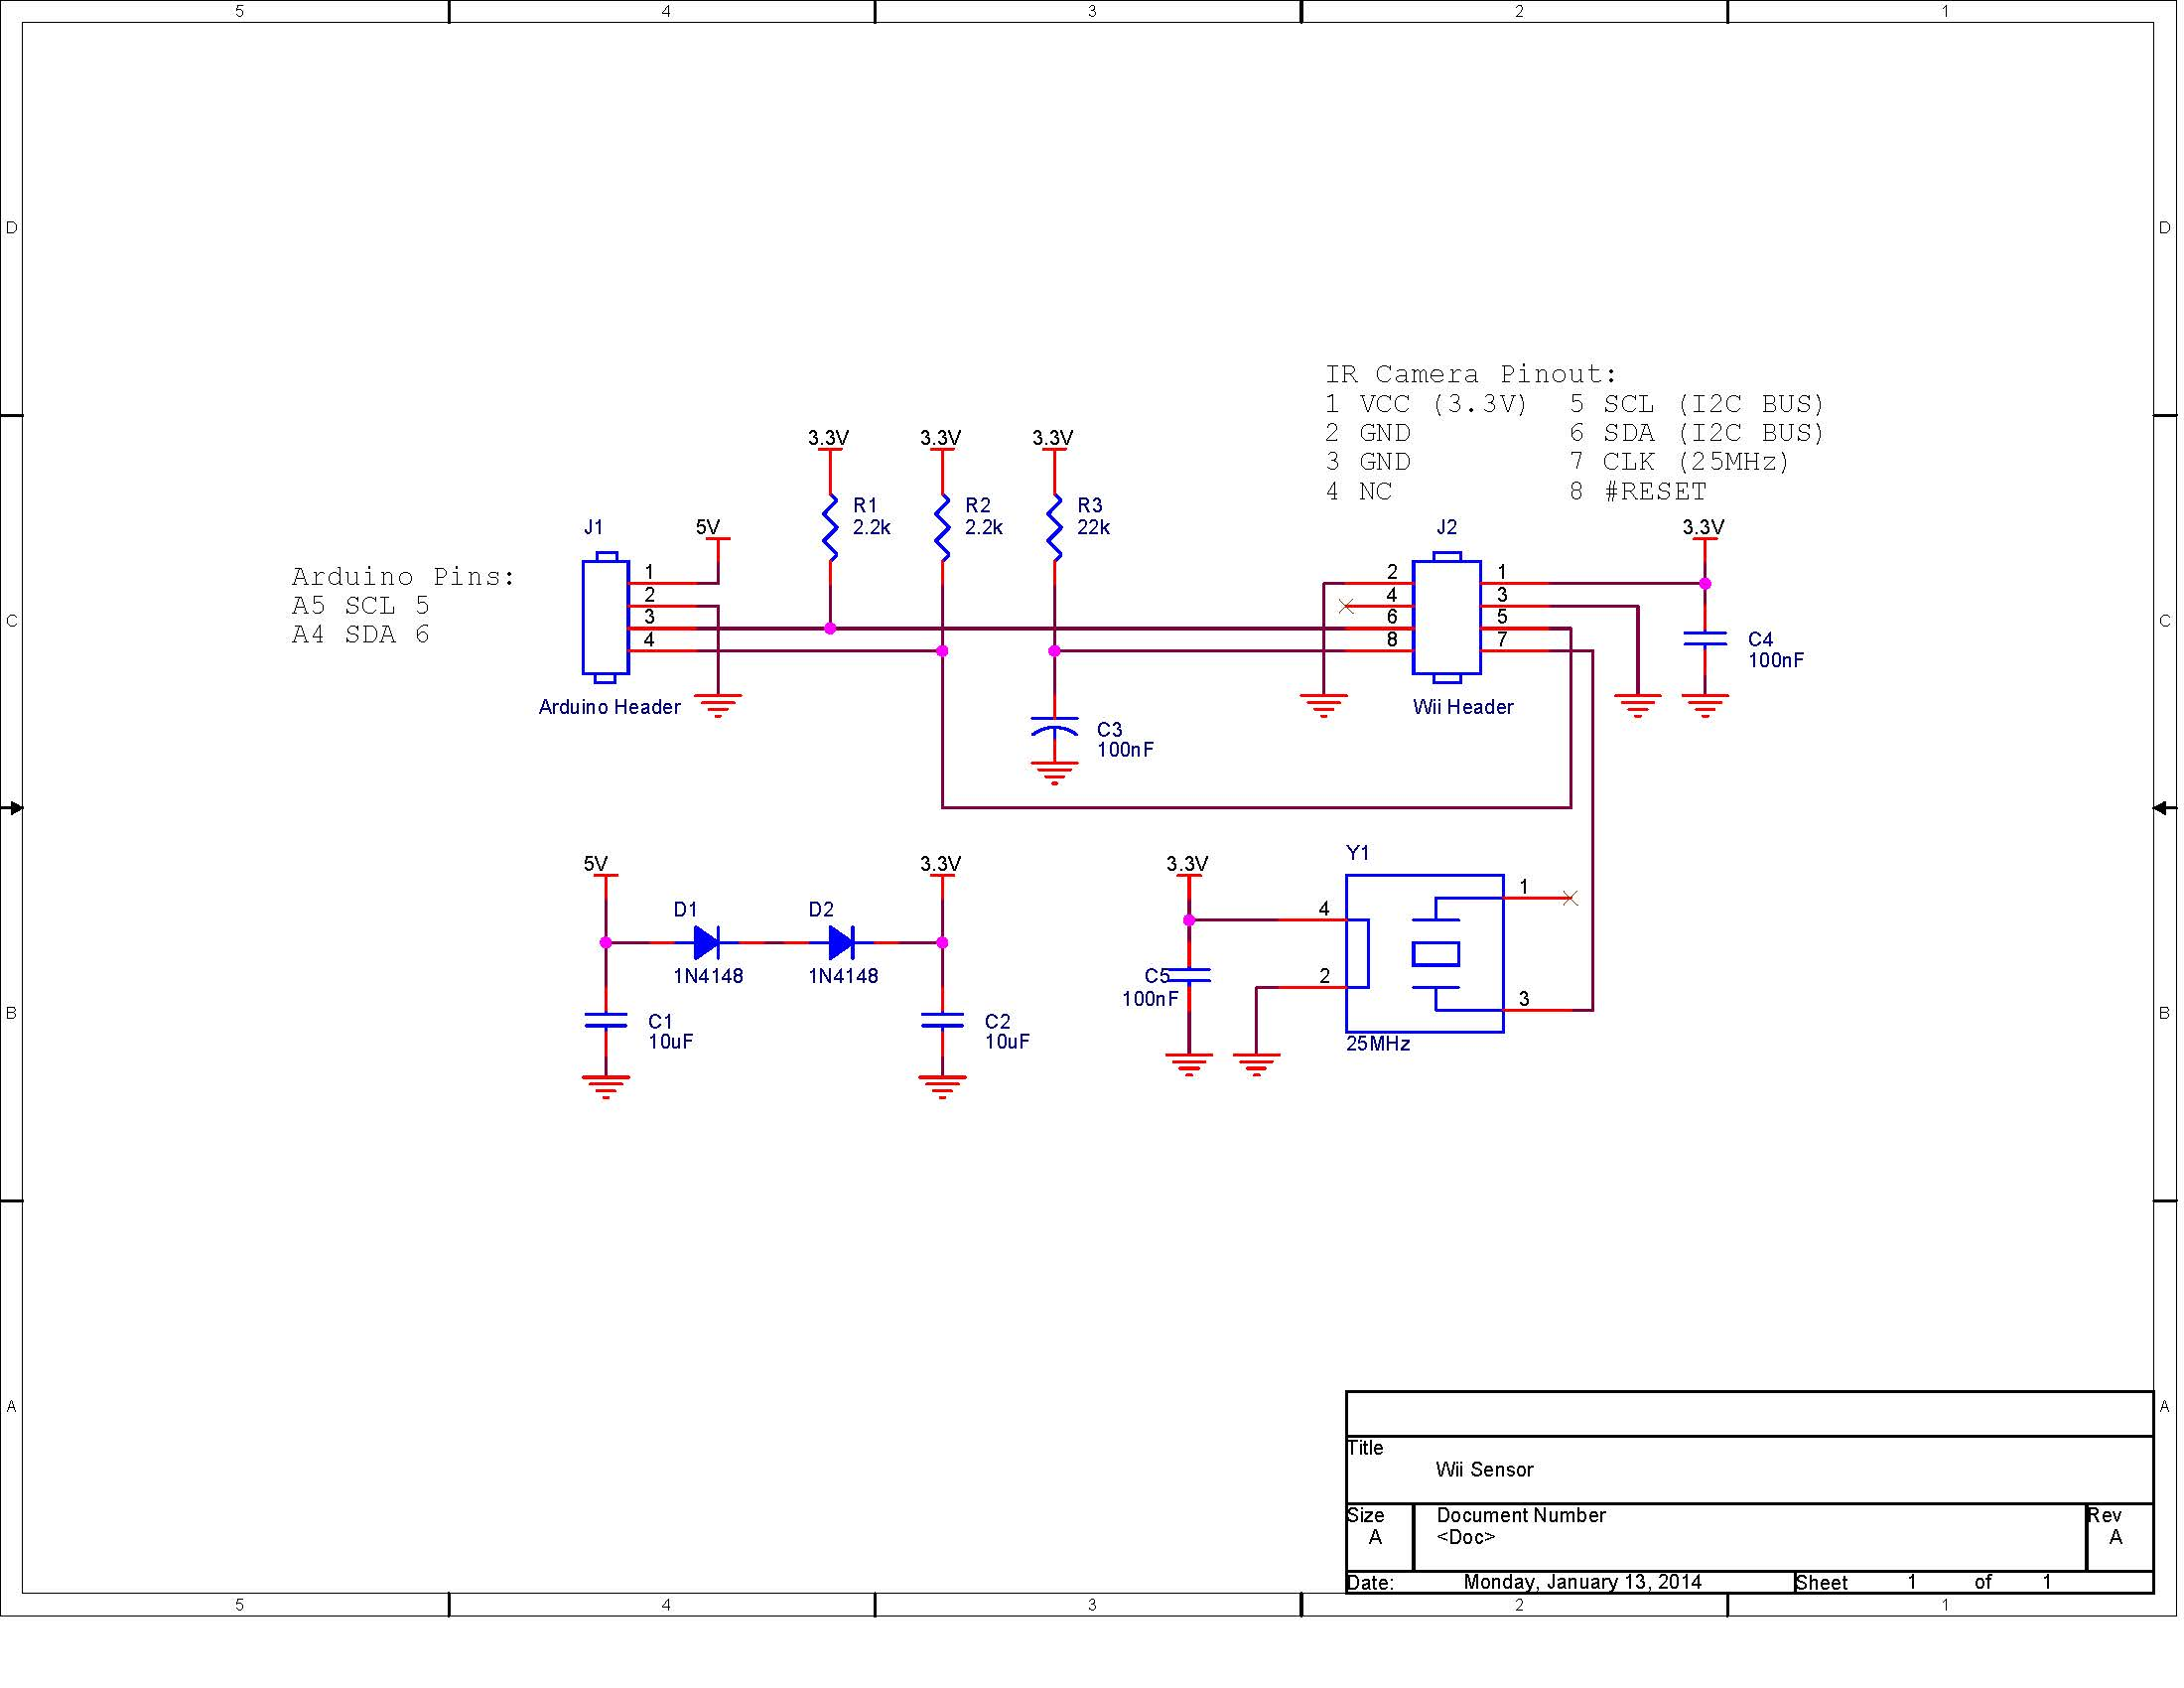 5 4 3 2 1
D D
IR Camera Pinout:
1 VCC (3.3V) 5 SCL (I2C BUS)
2 GND 6 SDA (I2C BUS)
3 GND 7 CLK (25MHz)
4 NC 8 #RESET
3.3V 3.3V 3.3V
R1 R2 R3
2.2k 2.2k 22k
J1 5V J2 3.3V
Arduino Pins:
A5 SCL 5
A4 SDA 6
1
2
3
4
2 1
4 3
6 5
8 7
C C
C4
100nF
Arduino Header
Wii Header
C3
100nF
5V 3.3V 3.3V Y1
D1 D2
1N4148 1N4148
4 1
2 3
C5
100nF
C1 C2
10uF 10uF
25MHz
B B
A A
Title
Wii Sensor
Size Document Number Rev
A <Doc> A
Date: Monday, January 13, 2014 Sheet 1 of 1
5 4 3 2 1